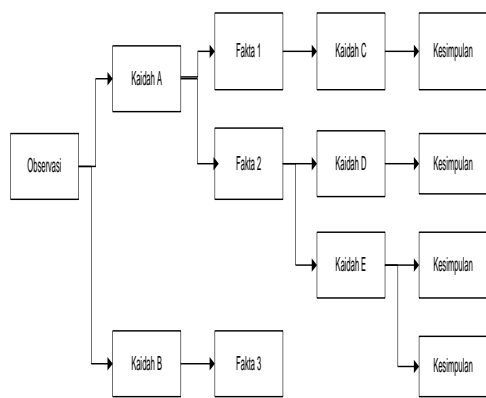 Fakta 1
Kaidah C
Kesimpulan
Kaidah A
Observasi
Fakta 2
Kaidah D
Kesimpulan
Kaidah E
Kesimpulan
Kaidah B
Fakta 3
Kesimpulan